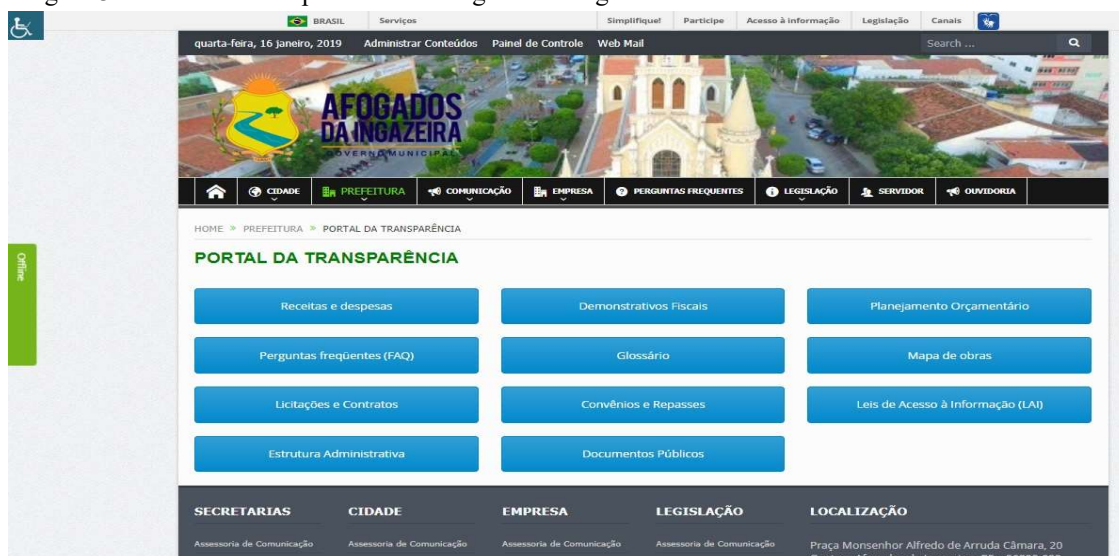 BRASIL Serviços Simplifique! Participe Acesso à informação Legislação Canais
quarta-feira, 16 janeiro, 2019 Administrar Conteúdos Painel de Controle Web Mail Search ...
AFOGADOS
DA INGAZEIRA
GOVERNO MUNICIPAL
CIDADE PREFEITURA COMUNICAÇÃO EMPRESA PERGUNTAS FREQUENTES LEGISLAÇÃO SERVIDOR OUVIDORIA
HOME » PREFEITURA » PORTAL DA TRANSPARÊNCIA
Offline
PORTAL DA TRANSPARÊNCIA
Receitas e despesas Demonstrativos Fiscais Planejamento Orçamentário
Perguntas freqüentes (FAQ) Glossário Mapa de obras
Licitações e Contratos Convênios e Repasses Leis de Acesso à Informação (LAI)
Estrutura Administrativa Documentos Públicos
SECRETARIAS CIDADE EMPRESA LEGISLAÇÃO LOCALIZAÇÃO
Assessoria de Comunicação Assessoria de Comunicação Assessoria de Comunicação Assessoria de Comunicação Praça Monsenhor Alfredo de Arruda Câmara, 20